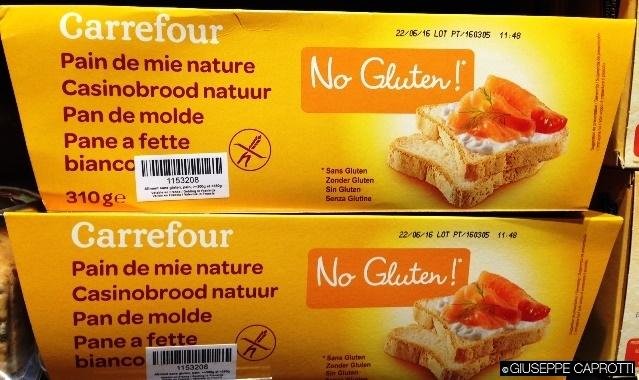 Carrefour
22/06/16 LOT PT/160305 11:48
Pain de mie nature
Casinobrood natuur
Pan de molde
Pane a fette
bianco
No Gluten!*
1153208
310g e
* Sans Gluten
Zonder Gluten
Sin Gluten
Senza Glutine
Carrefour
22/06/16 LOT PT/160305 11:48
Pain de mie nature
Casinobrood natuur
Pan de molde
Pane a fette
bianco
No Gluten!*
1153208
* Sans Gluten
Zonder Gluten
Sin Gluten
© GIUSEPPE CAPROTTI